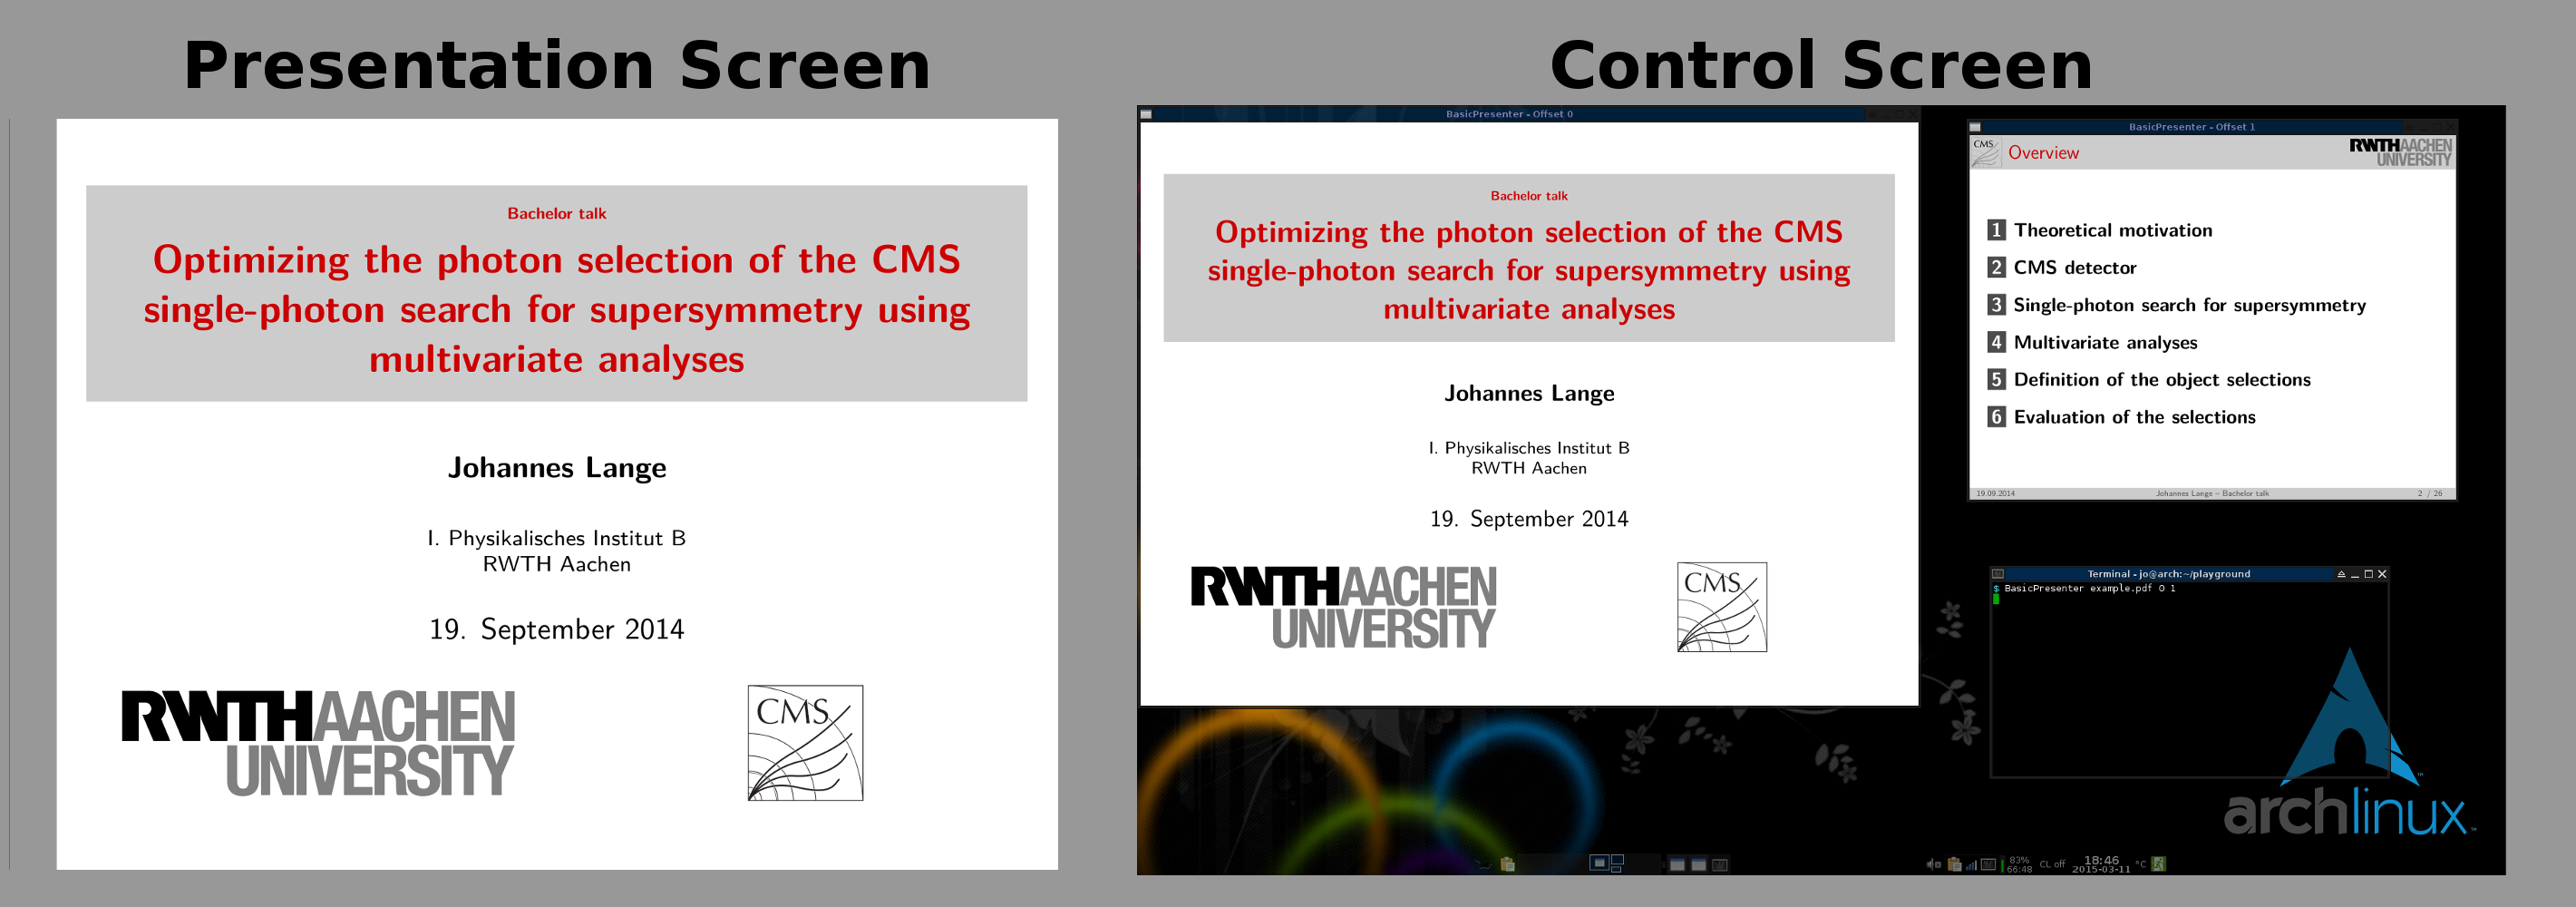 Presentation Screen
Bachelor talk
Optimizing the photon selection of the CMS
single-photon search for supersymmetry using
multivariate analyses
Johannes Lange
I. Physikalisches Institut B
RWTH Aachen
19. September 2014
RWTHAACHEN
UNIVERSITY
CMS
Control Screen
BasicPresenter - Offset 0
Bachelor talk
Optimizing the photon selection of the CMS
single-photon search for supersymmetry using
multivariate analyses
Johannes Lange
I. Physikalisches Institut B
RWTH Aachen
19. September 2014
RWTHAACHEN
UNIVERSITY
CMS
BasicPresenter - Offset 1
CMS
Overview
RWTHAACHEN
UNIVERSITY
1 Theoretical motivation
2 CMS detector
3 Single-photon search for supersymmetry
4 Multivariate analyses
5 Definition of the object selections
6 Evaluation of the selections
19.09.2014 Johannes Lange – Bachelor talk 2 / 26
Terminal - jo@arch:~/playground
$ BasicPresenter example.pdf 0 1
archlinux™
83%
66:48
CL off
18:46
2015-03-11
°C